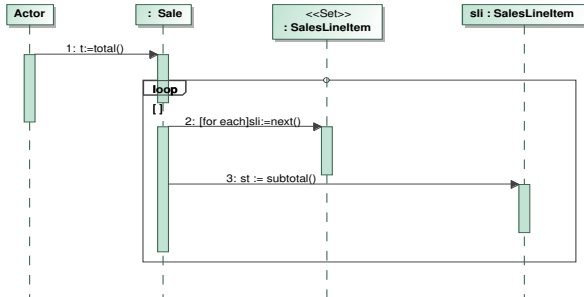 Actor
: Sale
<<Set>>
: SalesLineItem
sli : SalesLineItem
1: t:=total()
loop
[ ]
2: [for each]sli:=next()
3: st := subtotal()